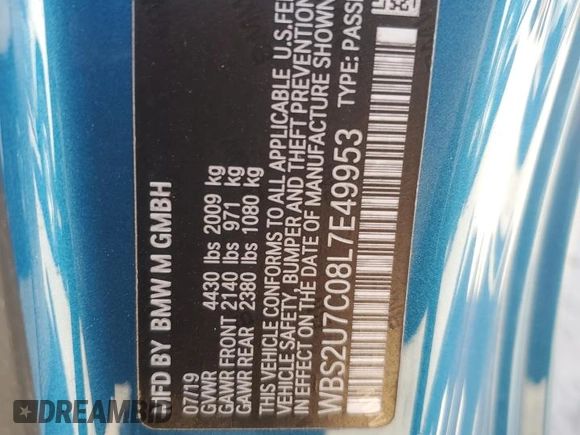 MFD BY BMW M GMBH
07/19
GVWR 4430 lbs 2009 kg
GAWR FRONT 2140 lbs 971 kg
GAWR REAR 2380 lbs 1080 kg
THIS VEHICLE CONFORMS TO ALL APPLICABLE U.S.FE
VEHICLE SAFETY, BUMPER AND THEFT PREVENTION
IN EFFECT ON THE DATE OF MANUFACTURE SHOWN
WBS2U7C08L7E49953 TYPE: PASS
DREAMBID